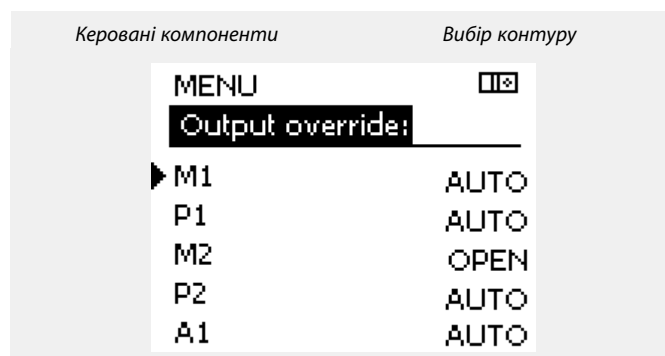 Керовані компоненти Вибір контуру
MENU
Output override:
M1 AUTO
P1 AUTO
M2 OPEN
P2 AUTO
A1 AUTO